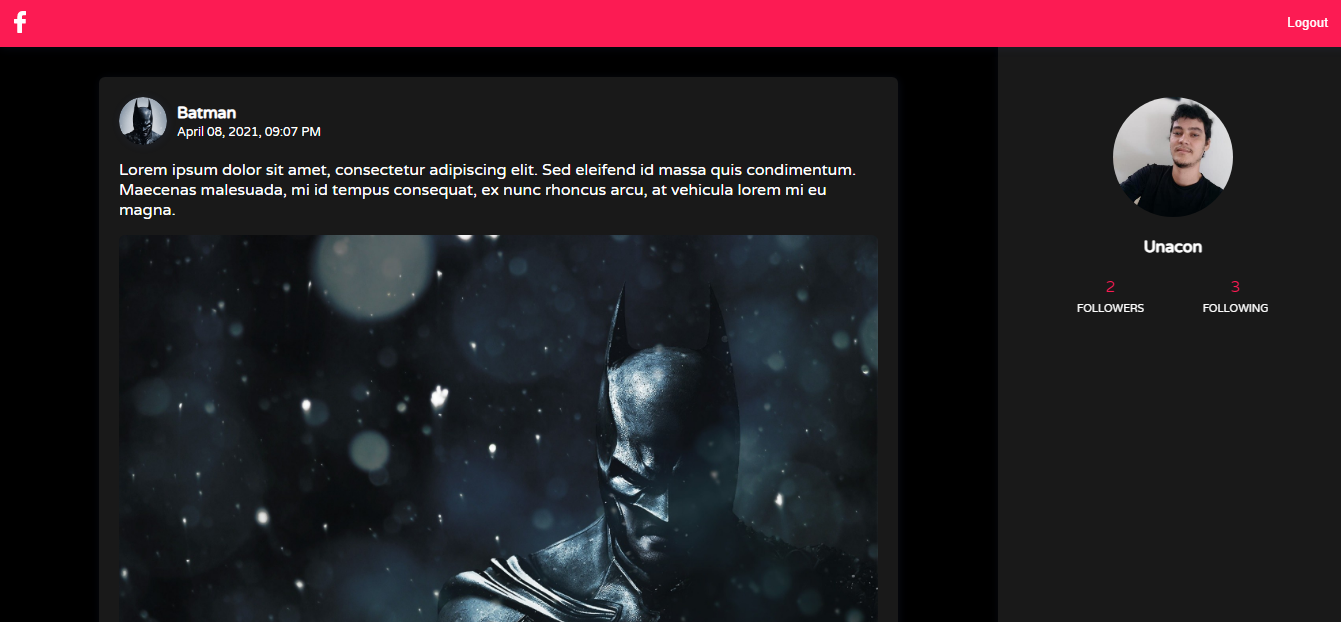 Logout
Batman
April 08, 2021, 09:07 PM
Lorem ipsum dolor sit amet, consectetur adipiscing elit. Sed eleifend id massa quis condimentum.
Maecenas malesuada, mi id tempus consequat, ex nunc rhoncus arcu, at vehicula lorem mi eu
magna.
Unacon
2 3
FOLLOWERS FOLLOWING